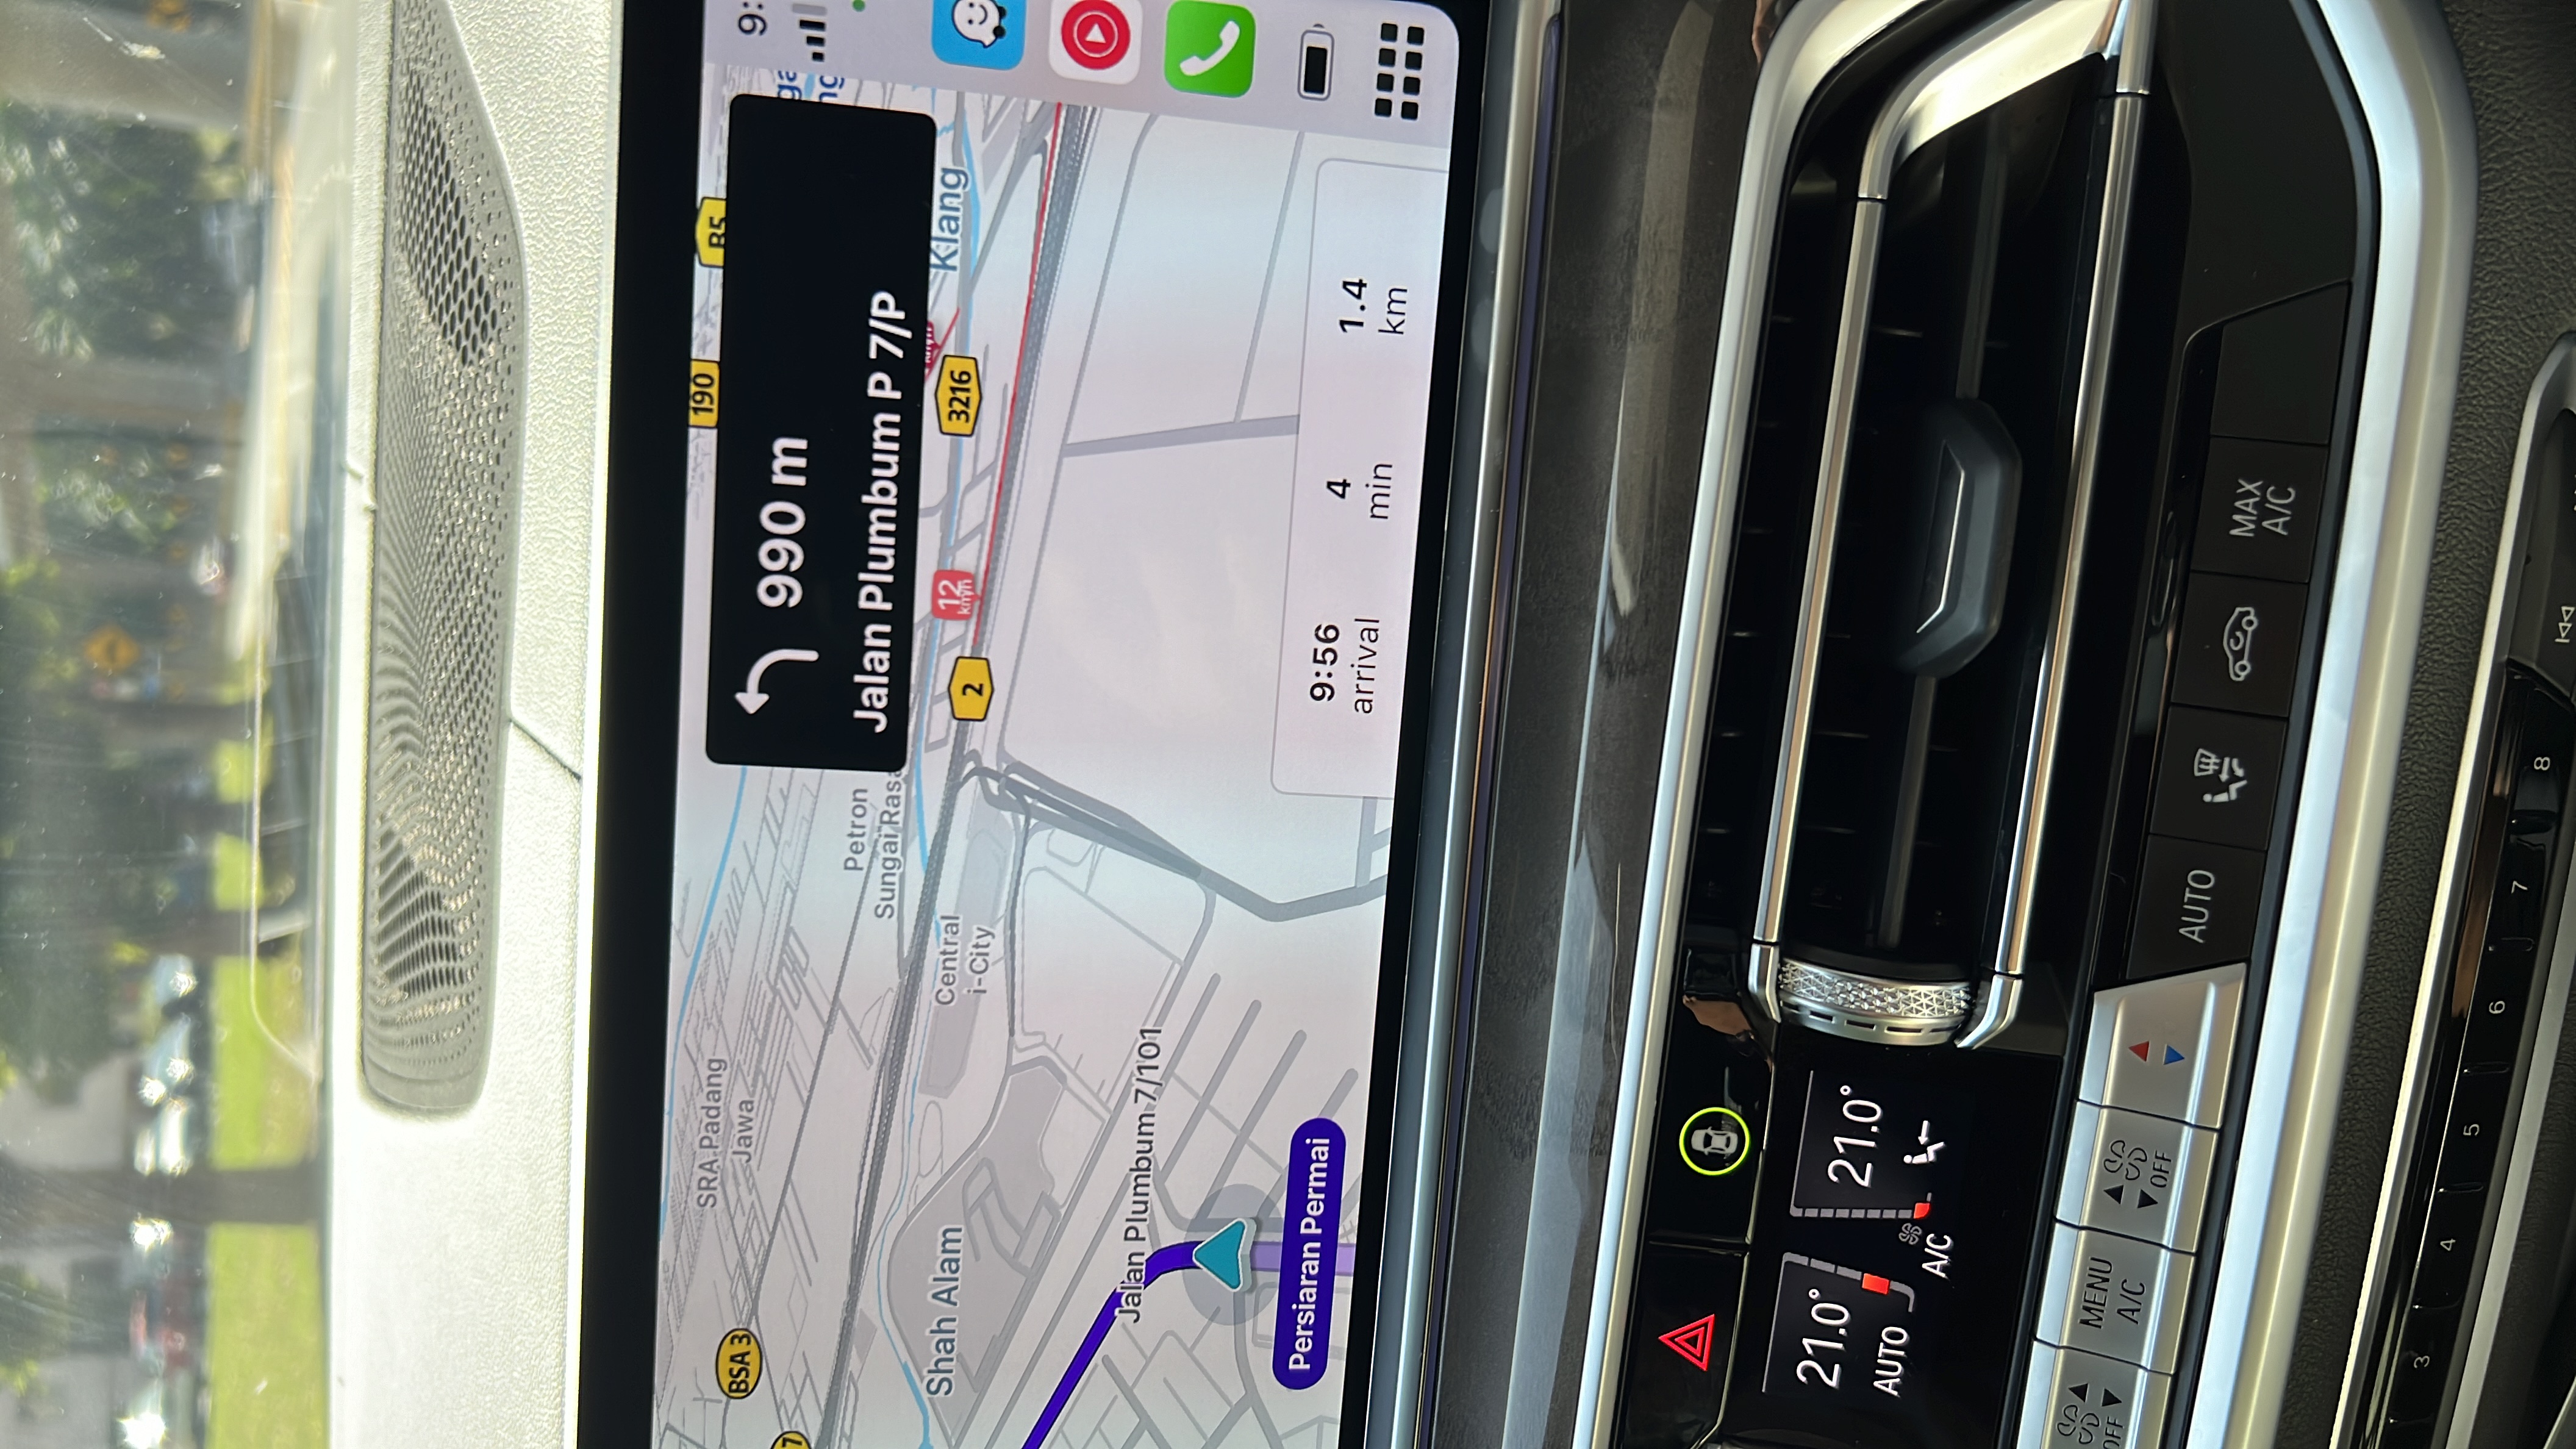 190
B5
SRA Padang
Jawa
BSA 3
7
990 m
9:
Petron
Sungai Rasa
Jalan Plumbum P 7/P
Shah Alam
Central
i-City
2
12
km/h
3216
Klang
Jalan Plumbum 7/101
Persiaran Permai
9:56
arrival
4
min
1.4
km
21.0°
AUTO
A/C
21.0°
OFF
MENU
A/C
OFF
AUTO
MAX
A/C
3
4
5
6
7
8